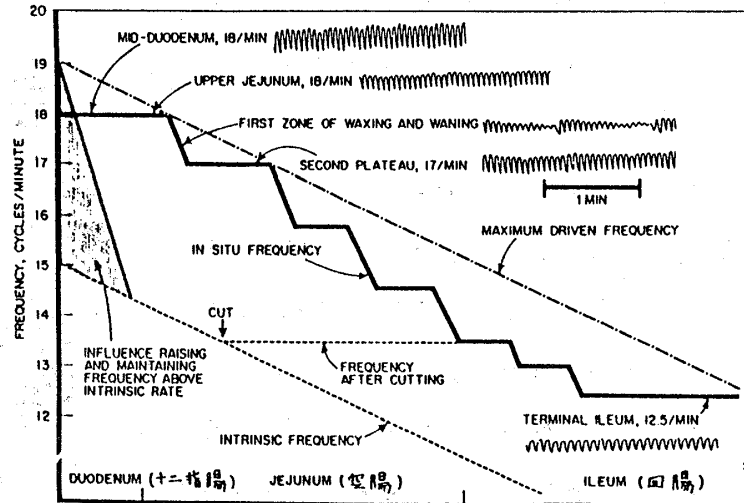 20
MID-DUODENUM, 18/MIN
19
UPPER JEJUNUM, 18/MIN
18
FIRST ZONE OF WAXING AND WANING
17
SECOND PLATEAU, 17/MIN
1 MIN
16
MAXIMUM DRIVEN FREQUENCY
IN SITU FREQUENCY
15
FREQUENCY, CYCLES/MINUTE
14
CUT
13
INFLUENCE RAISING
AND MAINTAINING
FREQUENCY ABOVE
INTRINSIC RATE
FREQUENCY
AFTER CUTTING
12
TERMINAL ILEUM, 12.5/MIN
INTRINSIC FREQUENCY
DUODENUM (十二指腸)
JEJUNUM (空腸)
ILEUM (回腸)